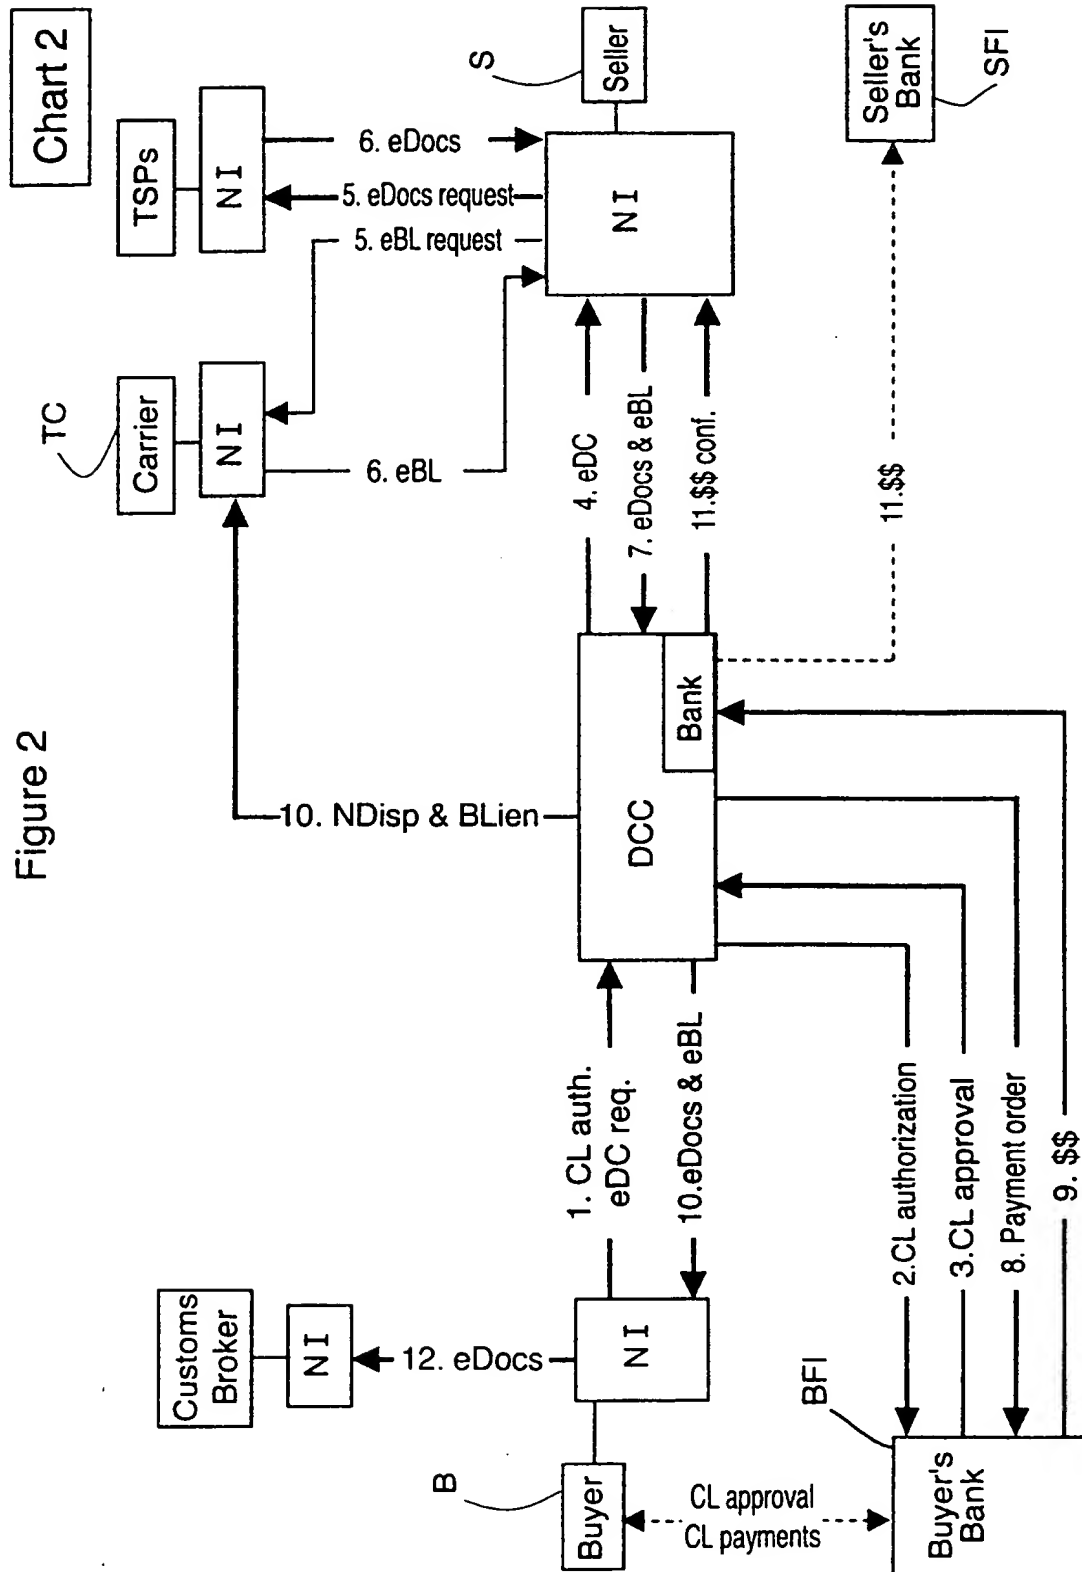 Figure 2
Chart 2
TSPs
NI
TC
Carrier
NI
Customs
Broker
NI
6. eDocs
5. eDocs request
5. eBL request
6. eBL
10. NDisp & BLien
12. eDocs
B
Buyer
NI
1. CL auth.
eDC req.
10.eDocs & eBL
DCC
Bank
4. eDC
7. eDocs & eBL
11.$$ conf.
NI
S
Seller
CL approval
CL payments
BFI
Buyer's
Bank
2.CL authorization
3.CL approval
8. Payment order
9. $$
11.$$
Seller's
Bank
SFI